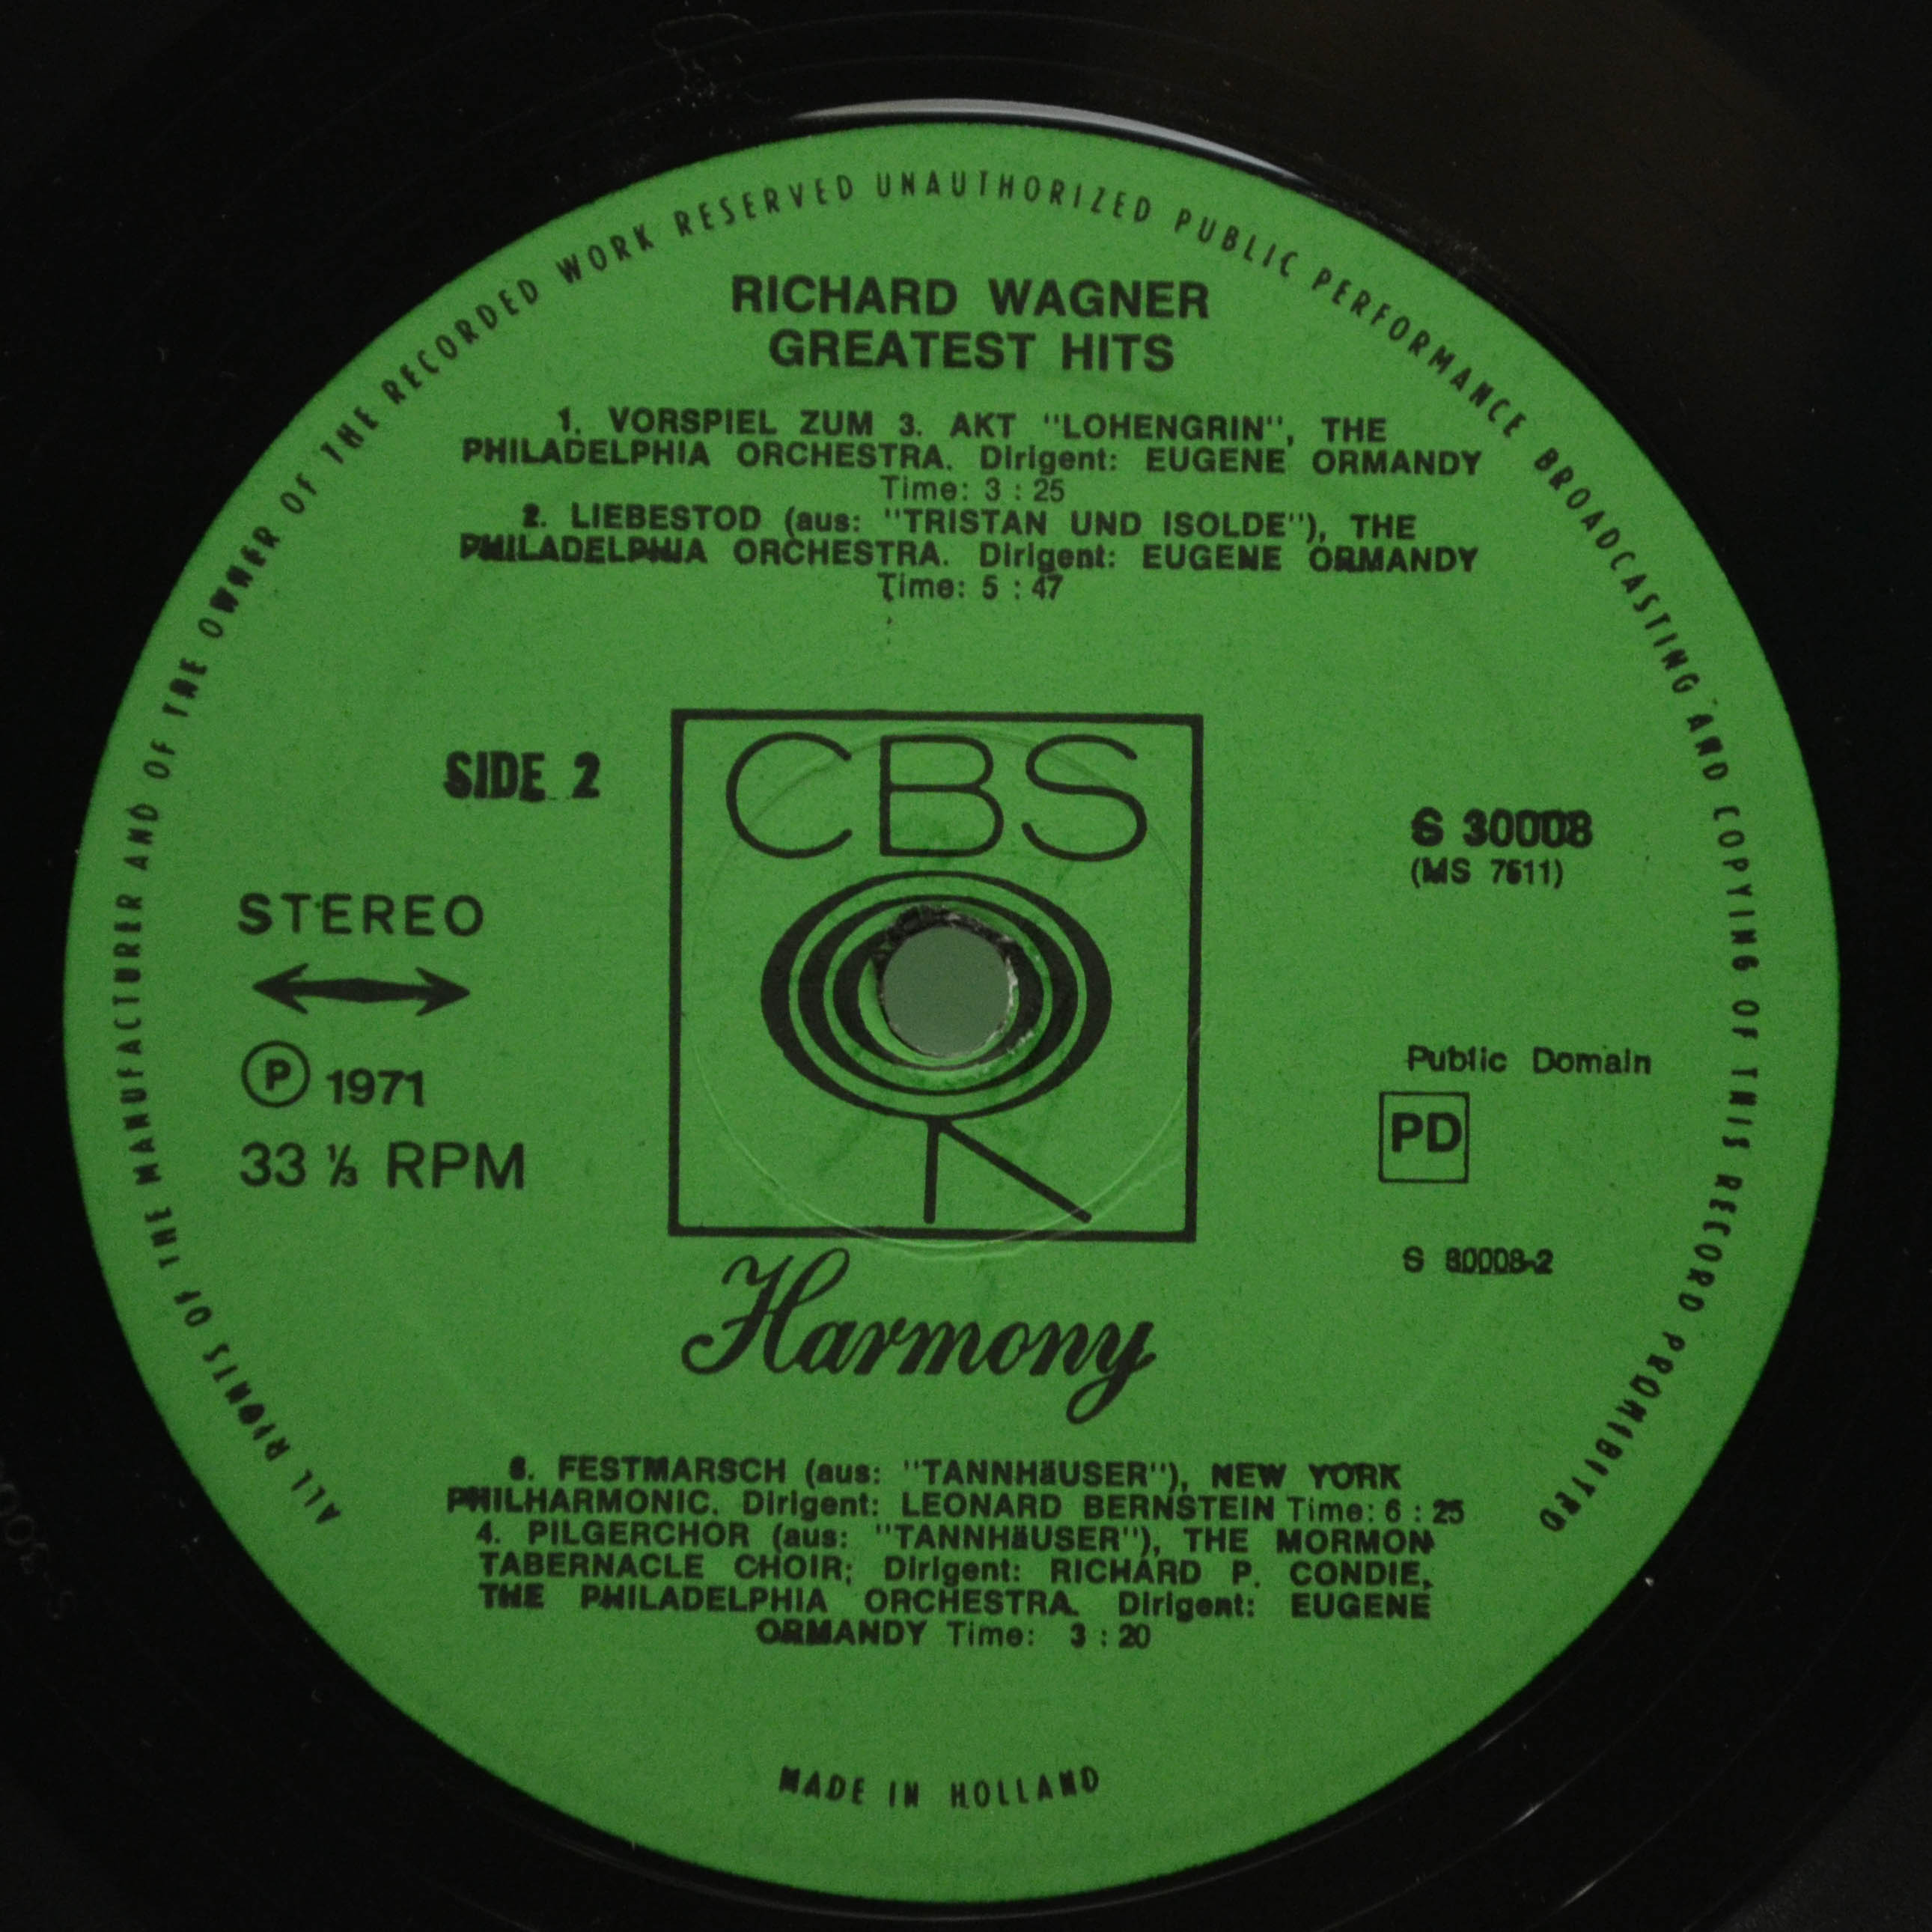 ALL RIGHTS OF THE MANUFACTURER AND OF THE OWNER OF THE RECORDED WORK RESERVED UNAUTHORIZED PUBLIC PERFORMANCE BROADCASTING AND COPYING OF THIS RECORD PROHIBITED
RICHARD WAGNER
GREATEST HITS
1. VORSPIEL ZUM 3. AKT "LOHENGRIN", THE
PHILADELPHIA ORCHESTRA. Dirigent: EUGENE ORMANDY
Time: 3 : 25
2. LIEBESTOD (aus: "TRISTAN UND ISOLDE"), THE
PHILADELPHIA ORCHESTRA. Dirigent: EUGENE ORMANDY
Time: 5 : 47
CBS
SIDE 2
S 30008
(MS 7511)
STEREO
Ⓟ 1971
33 ⅓ RPM
Public Domain
PD
S 30008-2
Harmony
3. FESTMARSCH (aus: "TANNHäUSER"), NEW YORK
PHILHARMONIC. Dirigent: LEONARD BERNSTEIN Time: 6 : 25
4. PILGERCHOR (aus: "TANNHäUSER"), THE MORMON
TABERNACLE CHOIR; Dirigent: RICHARD P. CONDIE,
THE PHILADELPHIA ORCHESTRA. Dirigent: EUGENE
ORMANDY Time: 3 : 20
MADE IN HOLLAND